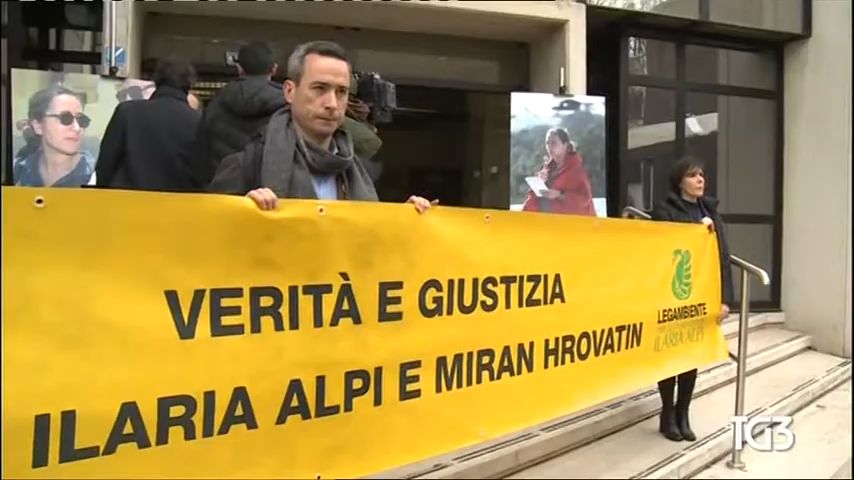 VERITÀ E GIUSTIZIA
ILARIA ALPI E MIRAN HROVATIN
LEGAMBIENTE
ILARIA ALPI
TG3